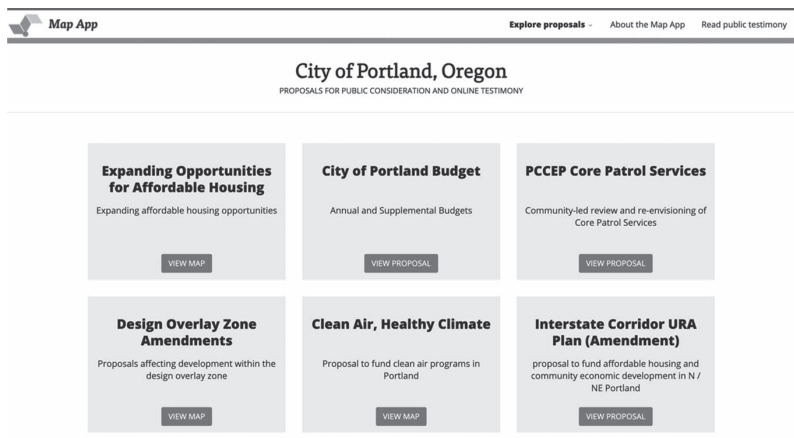 Map App
Explore proposals
About the Map App
Read public testimony
City of Portland, Oregon
PROPOSALS FOR PUBLIC CONSIDERATION AND ONLINE TESTIMONY
Expanding Opportunities
for Affordable Housing
Expanding affordable housing opportunities
VIEW MAP
City of Portland Budget
Annual and Supplemental Budgets
VIEW PROPOSAL
PCCEP Core Patrol Services
Community-led review and re-envisioning of
Core Patrol Services
VIEW PROPOSAL
Design Overlay Zone
Amendments
Proposals affecting development within the
design overlay zone
VIEW MAP
Clean Air, Healthy Climate
Proposal to fund clean air programs in
Portland
VIEW MAP
Interstate Corridor URA
Plan (Amendment)
proposal to fund affordable housing and
community economic development in N /
NE Portland
VIEW PROPOSAL